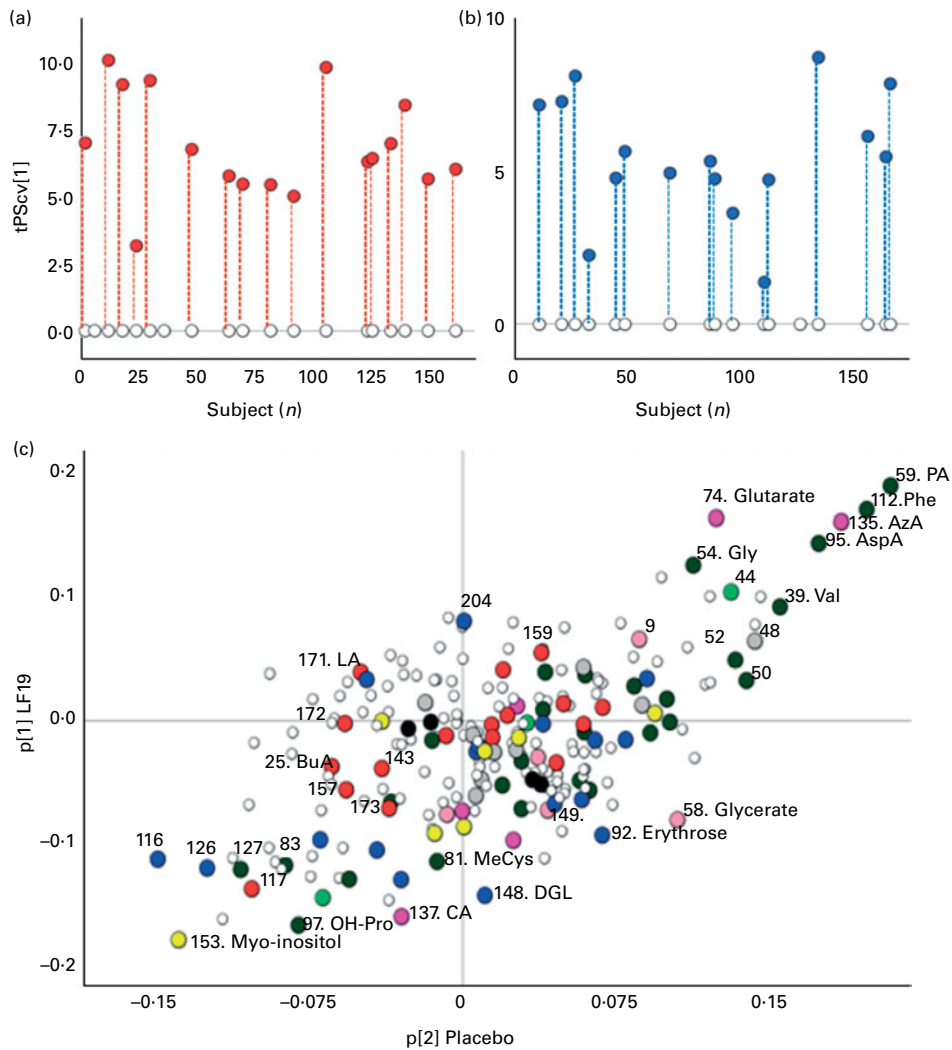 (a)
10·0
7·5
5·0
2·5
0·0
tPScv[1]
0 25 50 75 100 125 150
Subject (n)
(b)
10
5
0
0 50 100 150
Subject (n)
(c)
0·2
0·1
0·0
–0·1
–0·2
p[1] LF19
59. PA
74. Glutarate
112.Phe
135. AzA
95. AspA
54. Gly
44
39. Val
204
9
48
159
52
171. LA
50
172
143
25. BuA
157
173
149.
58. Glycerate
92. Erythrose
116
126
127
83
81. MeCys
117
148. DGL
137. CA
97. OH-Pro
153. Myo-inositol
–0·15 –0·075 0 0·075 0·15
p[2] Placebo